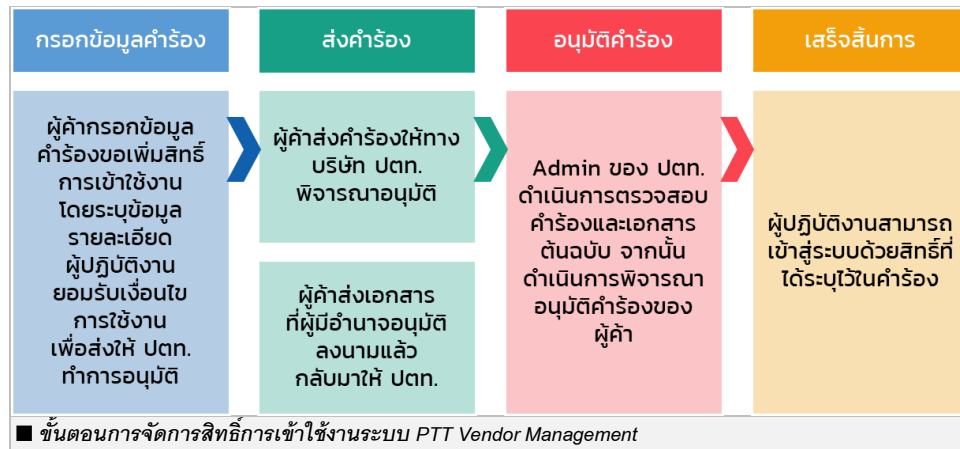 กรอกข้อมูลคำร้อง
ส่งคำร้อง
อนุมัติคำร้อง
เสร็จสิ้นการ
ผู้ค้ากรอกข้อมูล
คำร้องขอเพิ่มสิทธิ์
การเข้าใช้งาน
โดยระบุข้อมูล
รายละเอียด
ผู้ปฏิบัติงาน
ยอมรับเงื่อนไข
การใช้งาน
เพื่อส่งให้ ปตท.
ทำการอนุมัติ
ผู้ค้าส่งคำร้องให้ทาง
บริษัท ปตท.
พิจารณาอนุมัติ
ผู้ค้าส่งเอกสาร
ที่ผู้มีอำนาจอนุมัติ
ลงนามแล้ว
กลับมาให้ ปตท.
Admin ของ ปตท.
ดำเนินการตรวจสอบ
คำร้องและเอกสาร
ต้นฉบับ จากนั้น
ดำเนินการพิจารณา
อนุมัติคำร้องของ
ผู้ค้า
ผู้ปฏิบัติงานสามารถ
เข้าสู่ระบบด้วยสิทธิ์ที่
ได้ระบุไว้ในคำร้อง
■ ขั้นตอนการจัดการสิทธิ์การเข้าใช้งานระบบ PTT Vendor Management